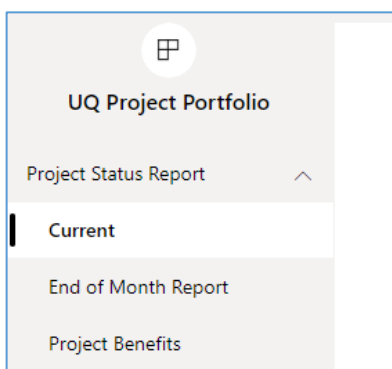 UQ Project Portfolio
Project Status Report
Current
End of Month Report
Project Benefits